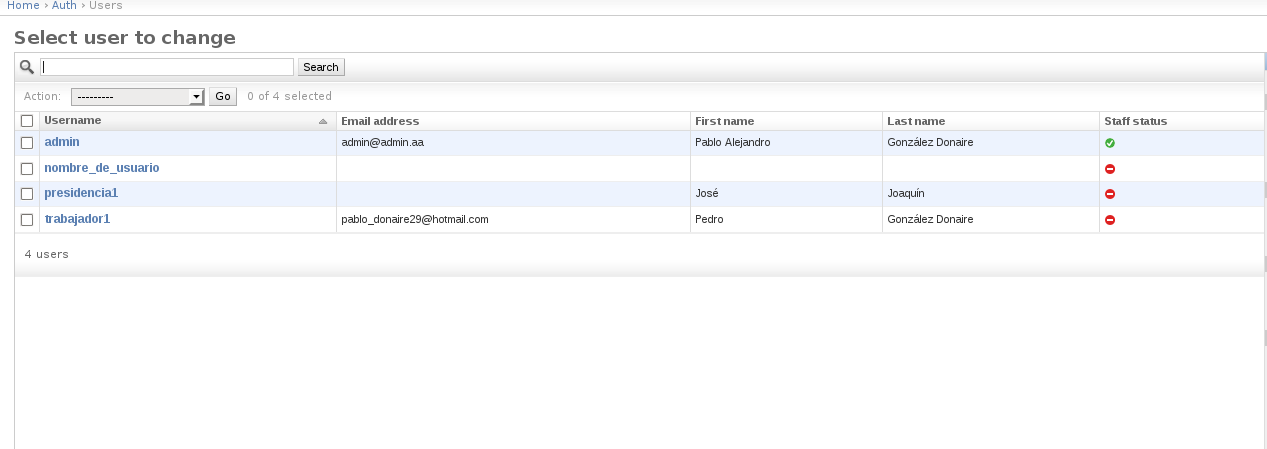 Home › Auth › Users
Select user to change
Search
Action: --------- Go 0 of 4 selected
Username Email address First name Last name Staff status
admin admin@admin.aa Pablo Alejandro González Donaire
nombre_de_usuario
presidencia1 José Joaquín
trabajador1 pablo_donaire29@hotmail.com Pedro González Donaire
4 users